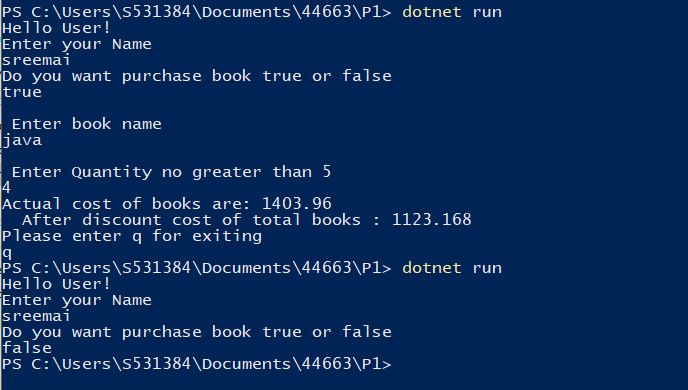 PS C:\Users\S531384\Documents\44663\P1> dotnet run
Hello User!
Enter your Name
sreemai
Do you want purchase book true or false
true
Enter book name
java
Enter Quantity no greater than 5
4
Actual cost of books are: 1403.96
After discount cost of total books : 1123.168
Please enter q for exiting
q
PS C:\Users\S531384\Documents\44663\P1> dotnet run
Hello User!
Enter your Name
sreemai
Do you want purchase book true or false
false
PS C:\Users\S531384\Documents\44663\P1>